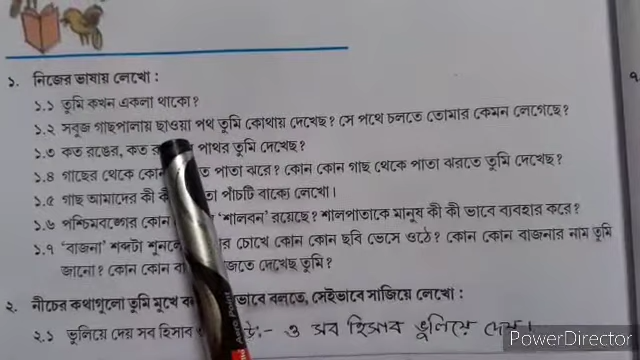 ১. নিজের ভাষায় লেখো :
১.১ তুমি কখন একলা থাকো?
১.২ সবুজ গাছপালায় ছাওয়া পথ তুমি কোথায় দেখেছ? সে পথে চলতে তোমার কেমন লেগেছে?
১.৩ কত রঙের, কত পাথর তুমি দেখেছ?
১.৪ গাছের থেকে কোন পাতা ঝরে? কোন কোন গাছ থেকে পাতা ঝরতে তুমি দেখেছ?
১.৫ গাছ আমাদের কী পাঁচটি বাক্যে লেখো।
১.৬ পশ্চিমবঙ্গের কোন 'শালবন' রয়েছে? শালপাতাকে মানুষ কী কী ভাবে ব্যবহার করে?
১.৭ 'বাজনা' শব্দটা চোখে কোন কোন ছবি ভেসে ওঠে? কোন কোন বাজনার নাম তুমি
জানো? কোন কোন দেখেছ তুমি?
২. নীচের কথাগুলো তুমি মুখে বলতে, সেইভাবে সাজিয়ে লেখো :
২.১ ভুলিয়ে দেয় সব হিসাব উঃ- ও সব হিসাব ভুলিয়ে দেয়।
৭
PowerDirector